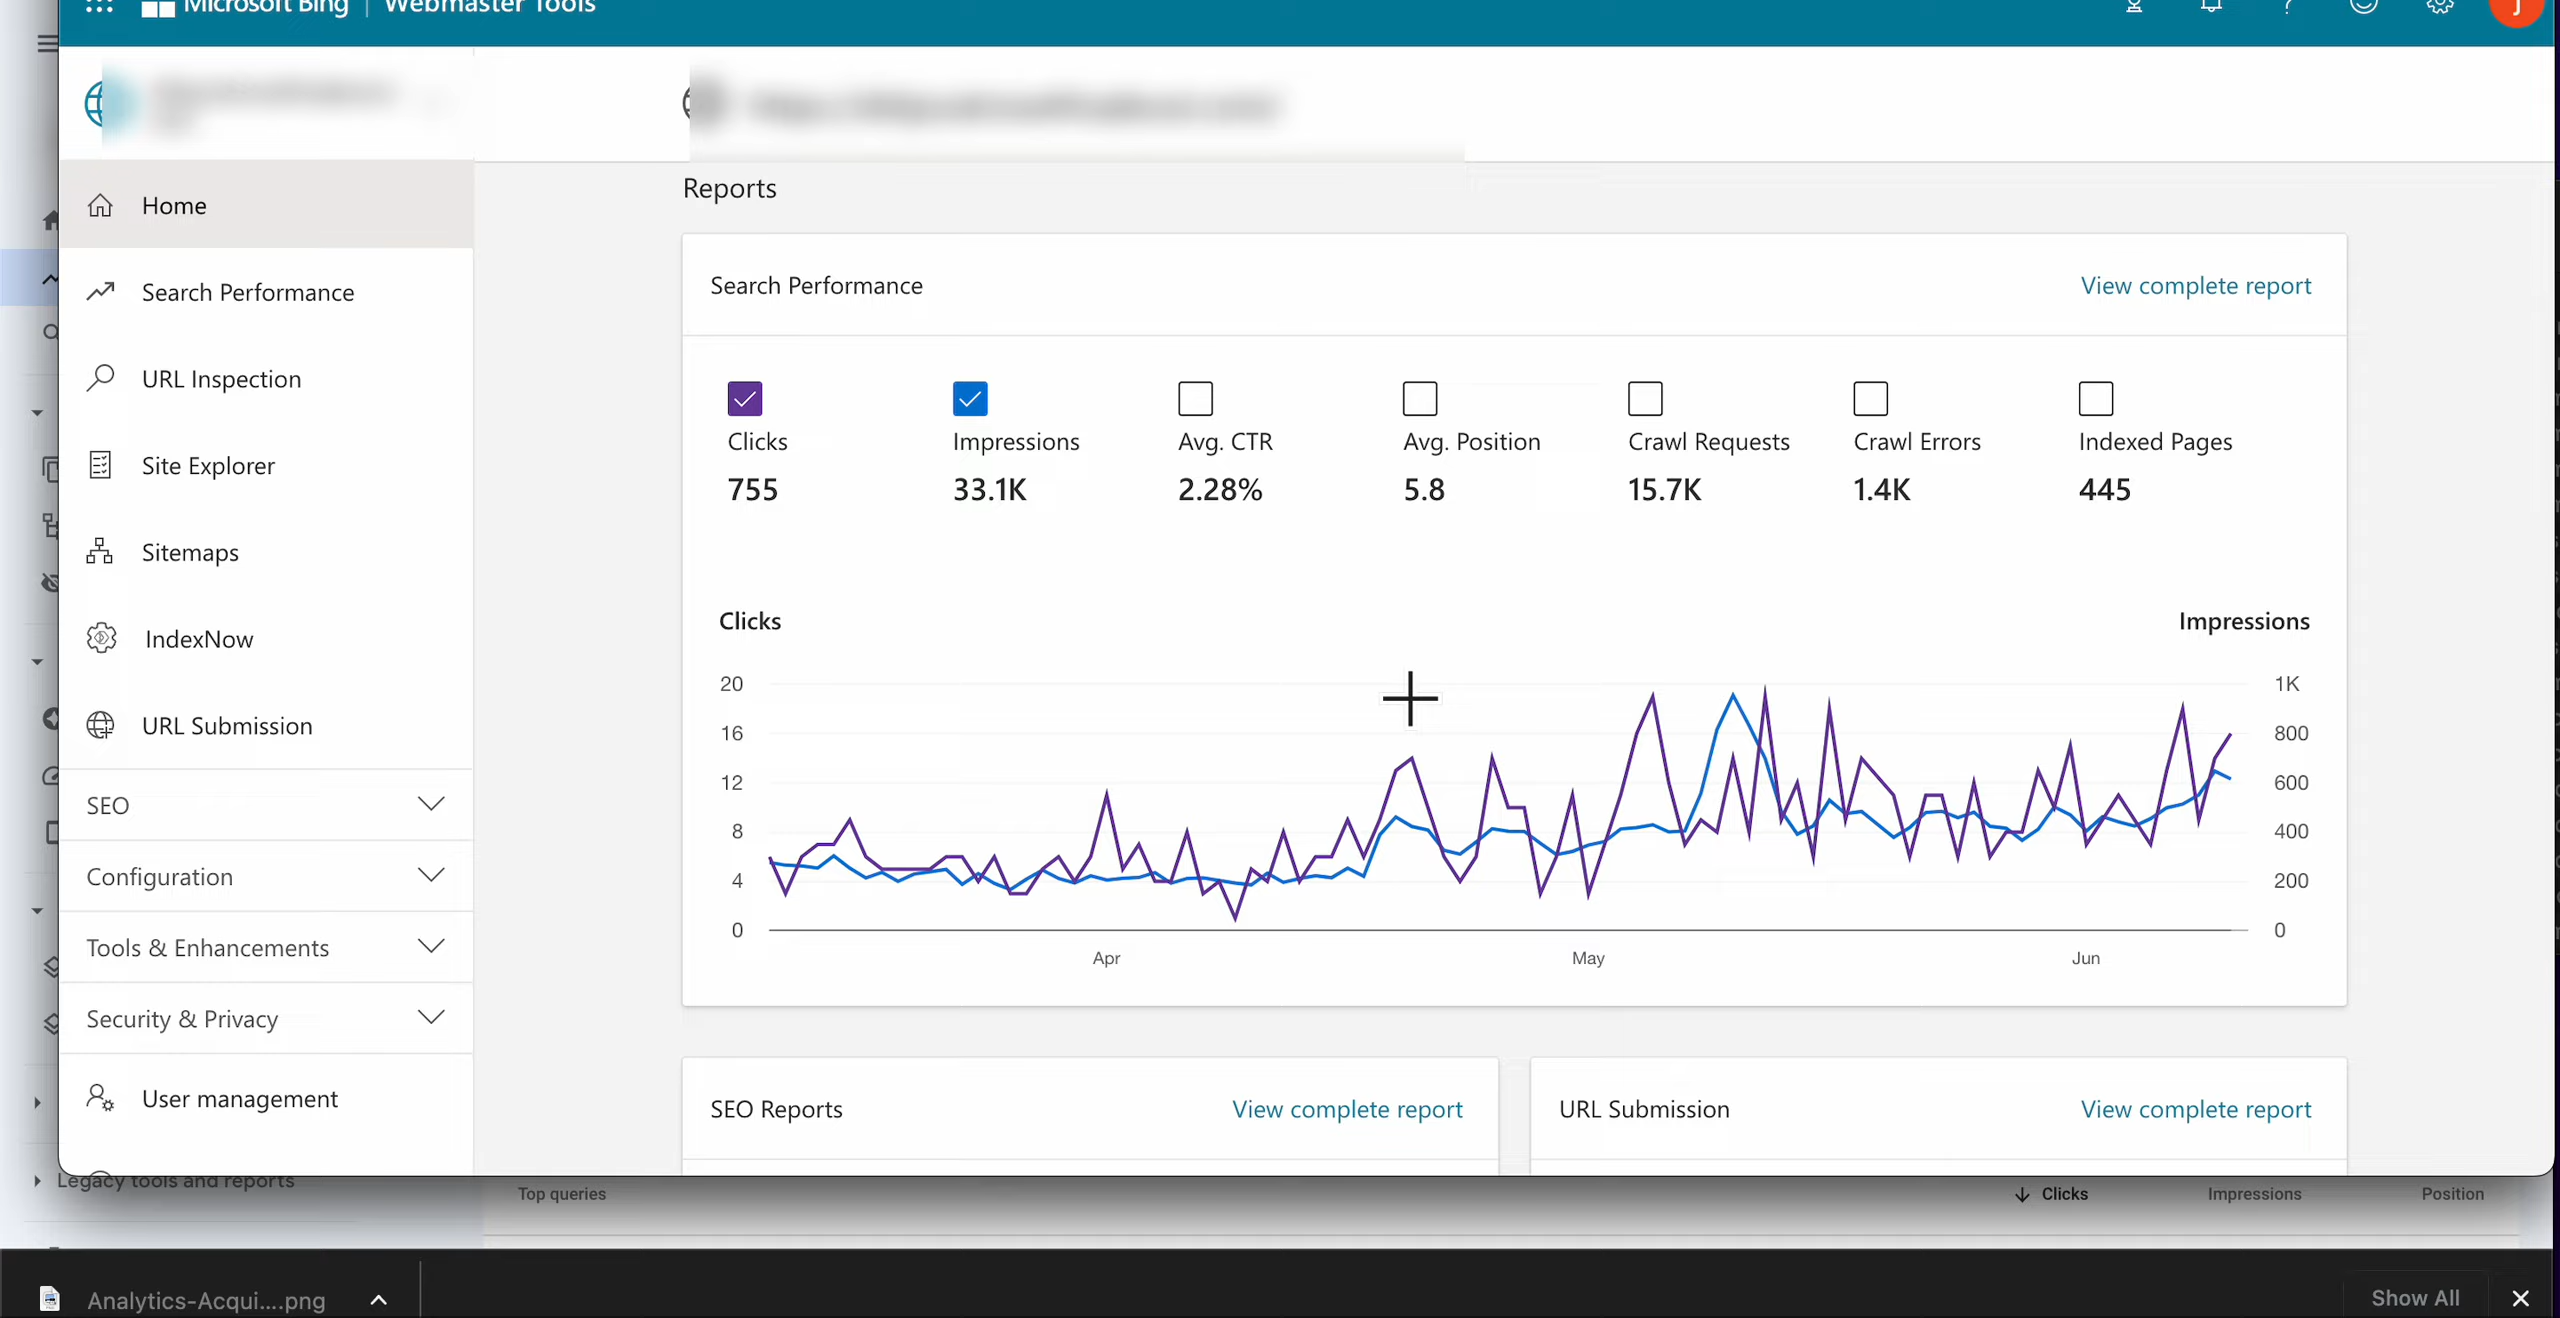 Microsoft Bing | Webmaster Tools
J
Home
Search Performance
URL Inspection
Site Explorer
Sitemaps
IndexNow
URL Submission
SEO
Configuration
Tools & Enhancements
Security & Privacy
User management
Reports
Search Performance
View complete report
Clicks
755
Impressions
33.1K
Avg. CTR
2.28%
Avg. Position
5.8
Crawl Requests
15.7K
Crawl Errors
1.4K
Indexed Pages
445
Clicks
Impressions
20
16
12
8
4
0
1K
800
600
400
200
0
Apr
May
Jun
SEO Reports
View complete report
URL Submission
View complete report
Legacy tools and reports
Top queries
Clicks
Impressions
Position
Analytics-Acqui....png
Show All